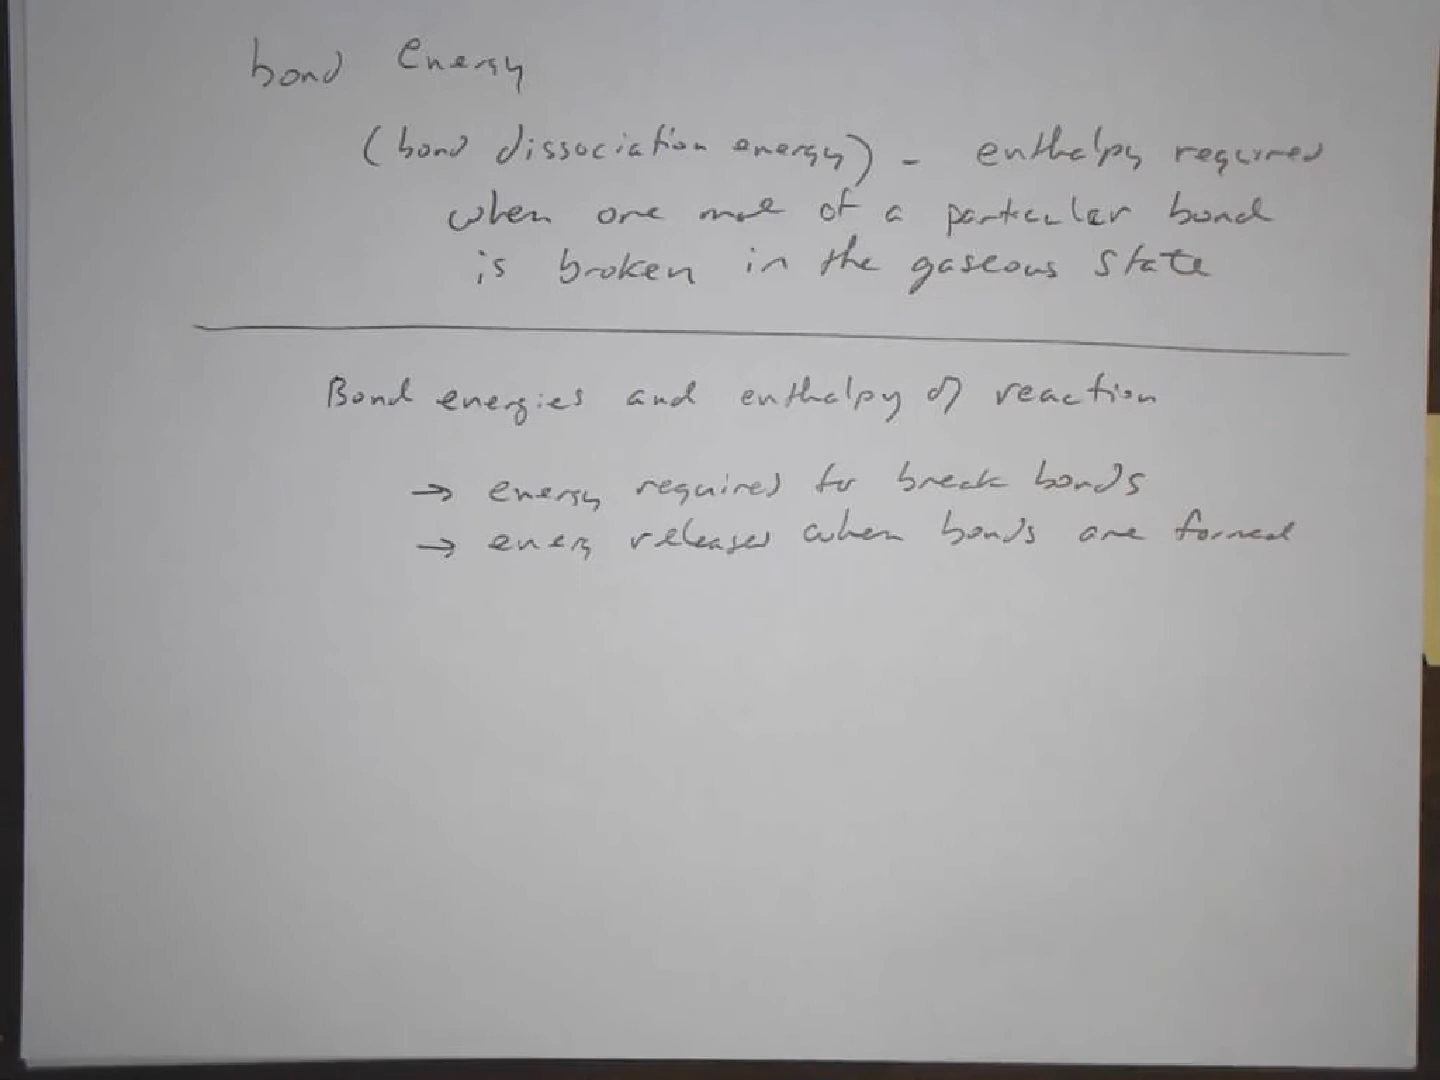 bond energy
(bond dissociation energy) - enthalpy required
when one mole of a particular bond
is broken in the gaseous state
Bond energies and enthalpy of reaction
→ energy required to break bonds
→ energy released when bonds are formed